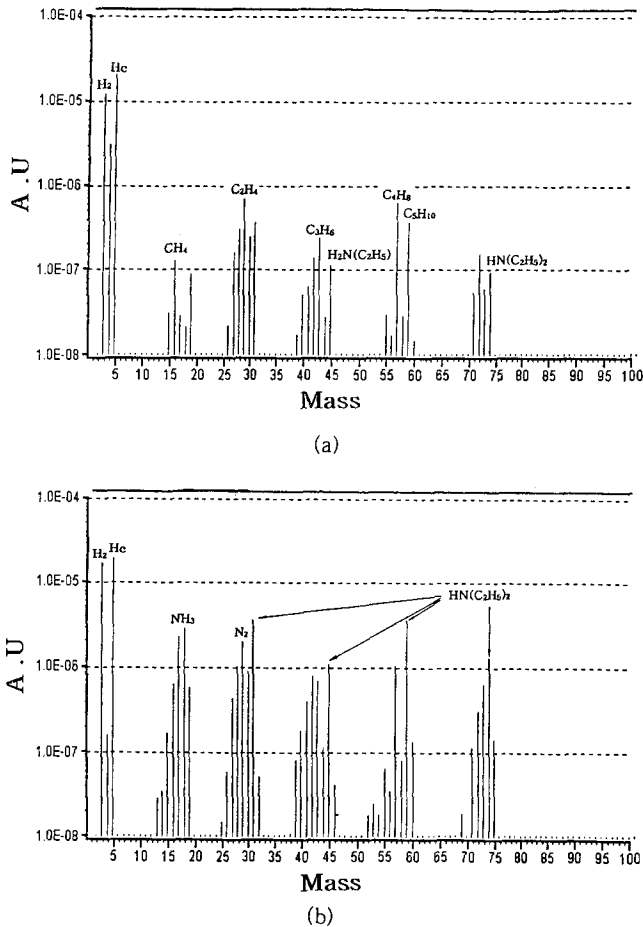 1.0E-04
1.0E-05
1.0E-06
1.0E-07
1.0E-08
A.U
H₂
He
CH₄
C₂H₄
C₃H₆
H₂N(C₂H₅)
C₄H₈
C₅H₁₀
HN(C₂H₅)₂
5 10 15 20 25 30 35 40 45 50 55 60 65 70 75 80 85 90 95 100
Mass
(a)
1.0E-04
1.0E-05
1.0E-06
1.0E-07
1.0E-08
A.U
H₂
He
NH₃
N₂
HN(C₂H₅)₂
5 10 15 20 25 30 35 40 45 50 55 60 65 70 75 80 85 90 95 100
Mass
(b)